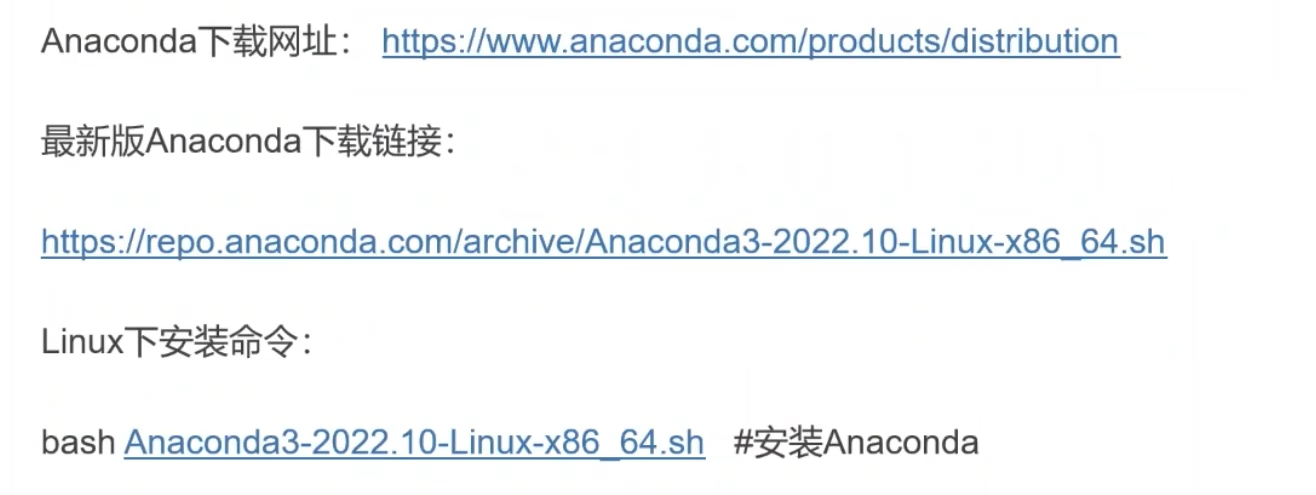 Anaconda下载网址： https://www.anaconda.com/products/distribution
最新版Anaconda下载链接：
https://repo.anaconda.com/archive/Anaconda3-2022.10-Linux-x86_64.sh
Linux下安装命令：
bash Anaconda3-2022.10-Linux-x86_64.sh #安装Anaconda